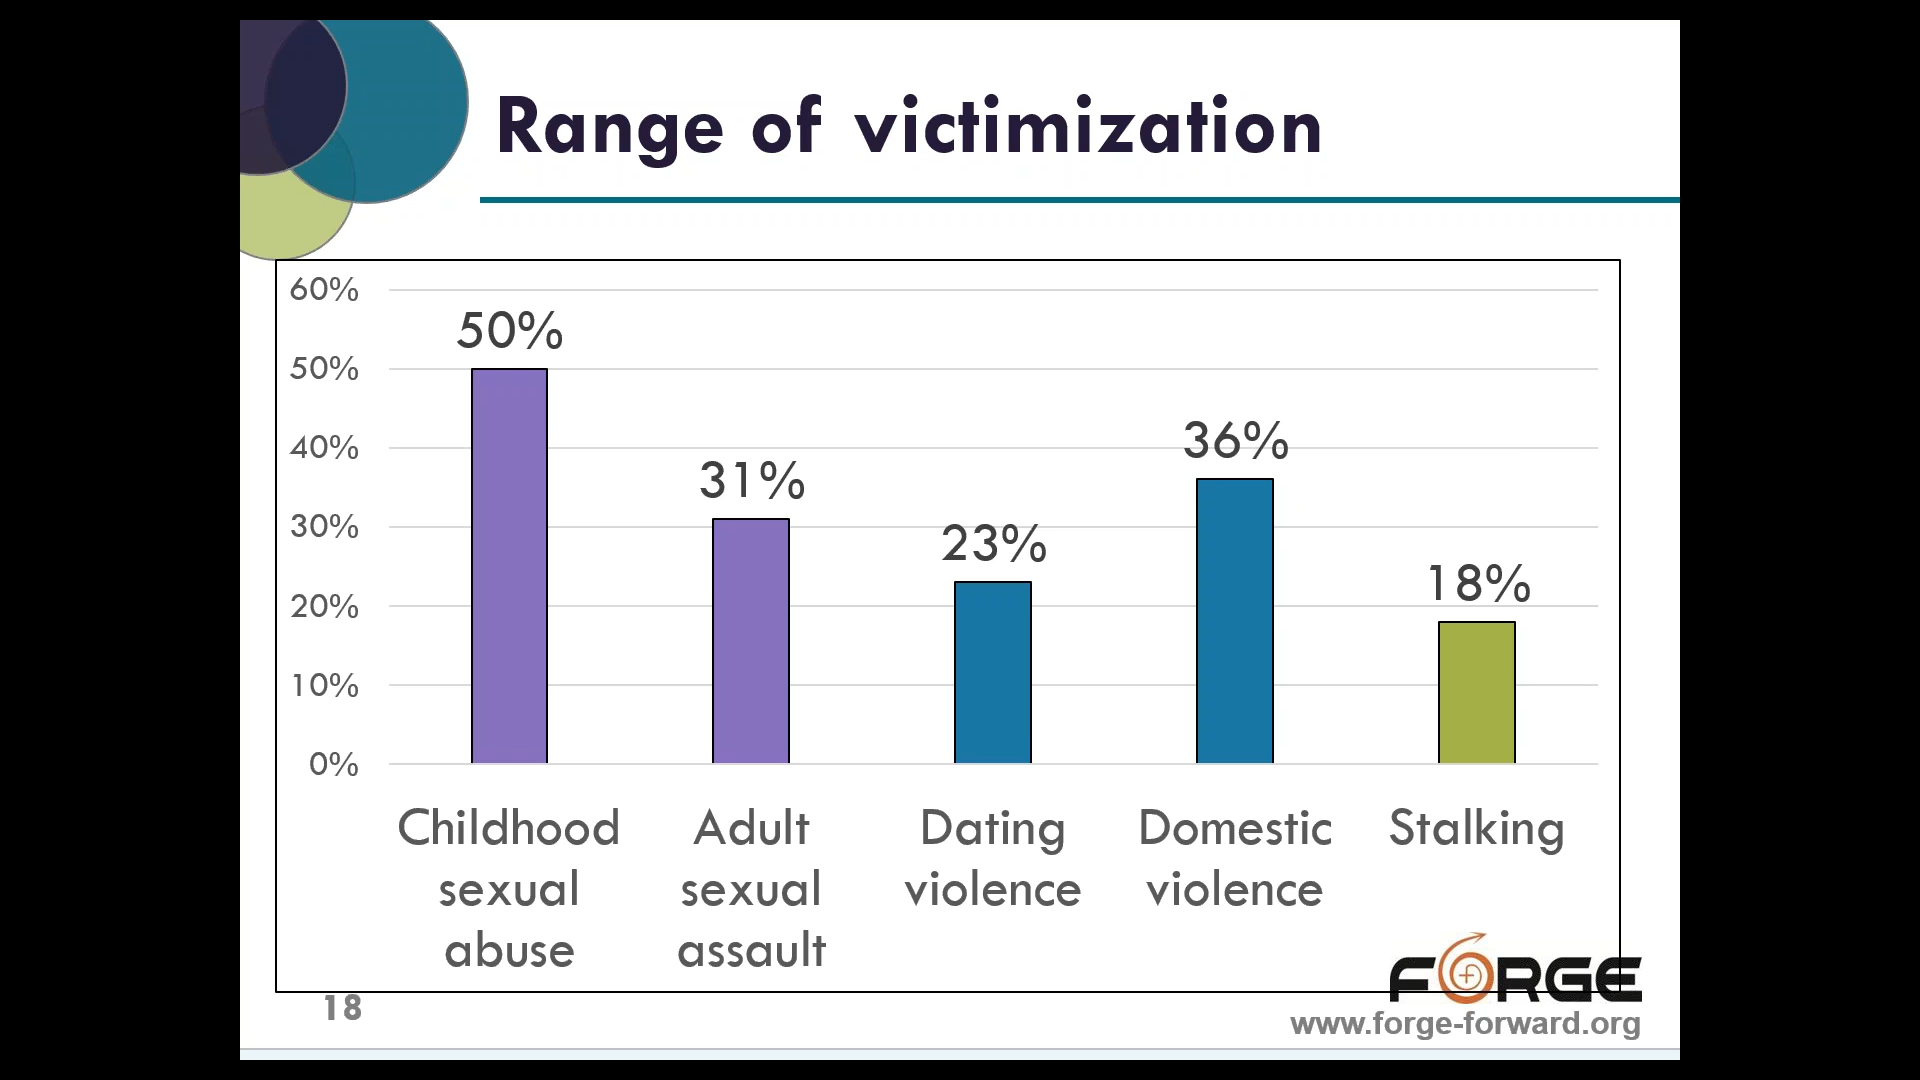 Range of victimization
60%
50%
40%
30%
20%
10%
0%
50%
31%
23%
36%
18%
Childhood
sexual
abuse
Adult
sexual
assault
Dating
violence
Domestic
violence
Stalking
FORGE
18
www.forge-forward.org